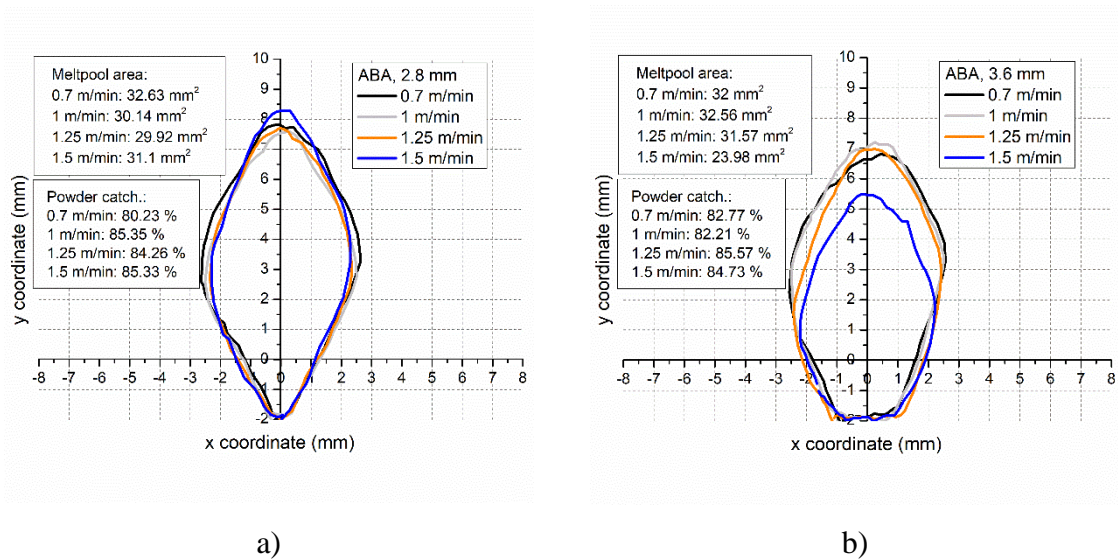 Meltpool area:
0.7 m/min: 32.63 mm²
1 m/min: 30.14 mm²
1.25 m/min: 29.92 mm²
1.5 m/min: 31.1 mm²
Powder catch.:
0.7 m/min: 80.23 %
1 m/min: 85.35 %
1.25 m/min: 84.26 %
1.5 m/min: 85.33 %
ABA, 2.8 mm
0.7 m/min
1 m/min
1.25 m/min
1.5 m/min
10
9
8
7
6
5
4
3
2
1
0
-1
-2
-8 -7 -6 -5 -4 -3 -2 -1 0 1 2 3 4 5 6 7 8
y coordinate (mm)
x coordinate (mm)
a)
Meltpool area:
0.7 m/min: 32 mm²
1 m/min: 32.56 mm²
1.25 m/min: 31.57 mm²
1.5 m/min: 23.98 mm²
Powder catch.:
0.7 m/min: 82.77 %
1 m/min: 82.21 %
1.25 m/min: 85.57 %
1.5 m/min: 84.73 %
ABA, 3.6 mm
0.7 m/min
1 m/min
1.25 m/min
1.5 m/min
10
9
8
7
6
5
4
3
2
1
0
-1
-2
-8 -7 -6 -5 -4 -3 -2 -1 0 1 2 3 4 5 6 7 8
y coordinate (mm)
x coordinate (mm)
b)